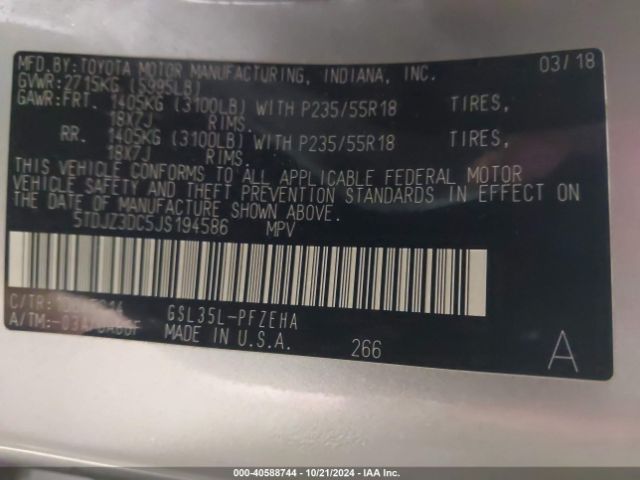 MFD.BY:TOYOTA MOTOR MANUFACTURING, INDIANA, INC. 03/18
GVWR:2715KG (5995LB)
GAWR:FRT. 1405KG (3100LB) WITH P235/55R18 TIRES,
18X7J RIMS.
RR. 1405KG (3100LB) WITH P235/55R18 TIRES,
18X7J RIMS.
THIS VEHICLE CONFORMS TO ALL APPLICABLE FEDERAL MOTOR
VEHICLE SAFETY AND THEFT PREVENTION STANDARDS IN EFFECT ON
THE DATE OF MANUFACTURE SHOWN ABOVE.
5TDJZ3DC5JS194586 MPV
C/TR: GSL35L-PFZEHA
A/TM: MADE IN U.S.A. 266 A
000-40588744 | 10/21/2024 | IAA Inc.